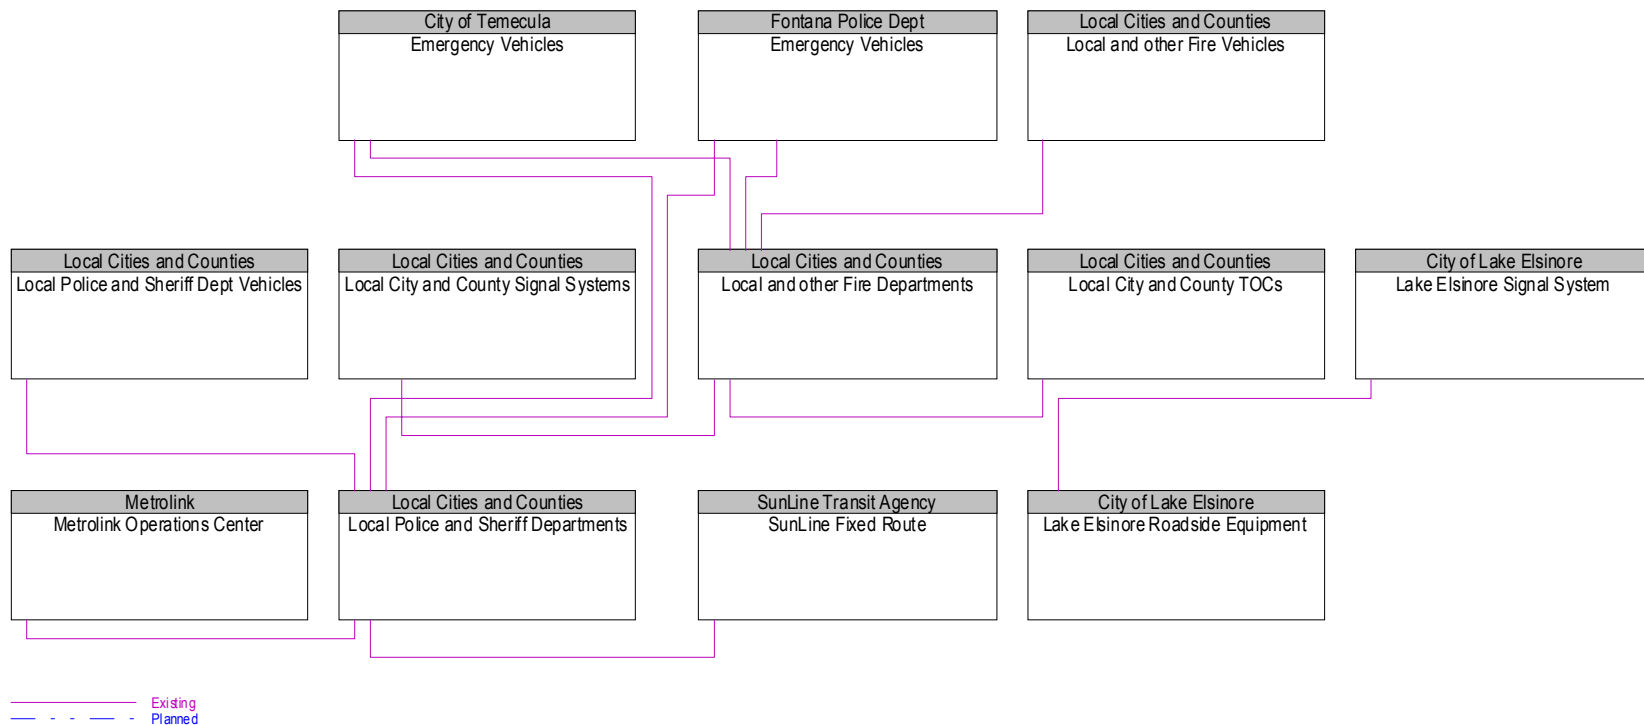 City of Temecula
Emergency Vehicles
Fontana Police Dept
Emergency Vehicles
Local Cities and Counties
Local and other Fire Vehicles
Local Cities and Counties
Local Police and Sheriff Dept Vehicles
Local Cities and Counties
Local City and County Signal Systems
Local Cities and Counties
Local and other Fire Departments
Local Cities and Counties
Local City and County TOCs
City of Lake Elsinore
Lake Elsinore Signal System
Metrolink
Metrolink Operations Center
Local Cities and Counties
Local Police and Sheriff Departments
SunLine Transit Agency
SunLine Fixed Route
City of Lake Elsinore
Lake Elsinore Roadside Equipment
Existing
Planned